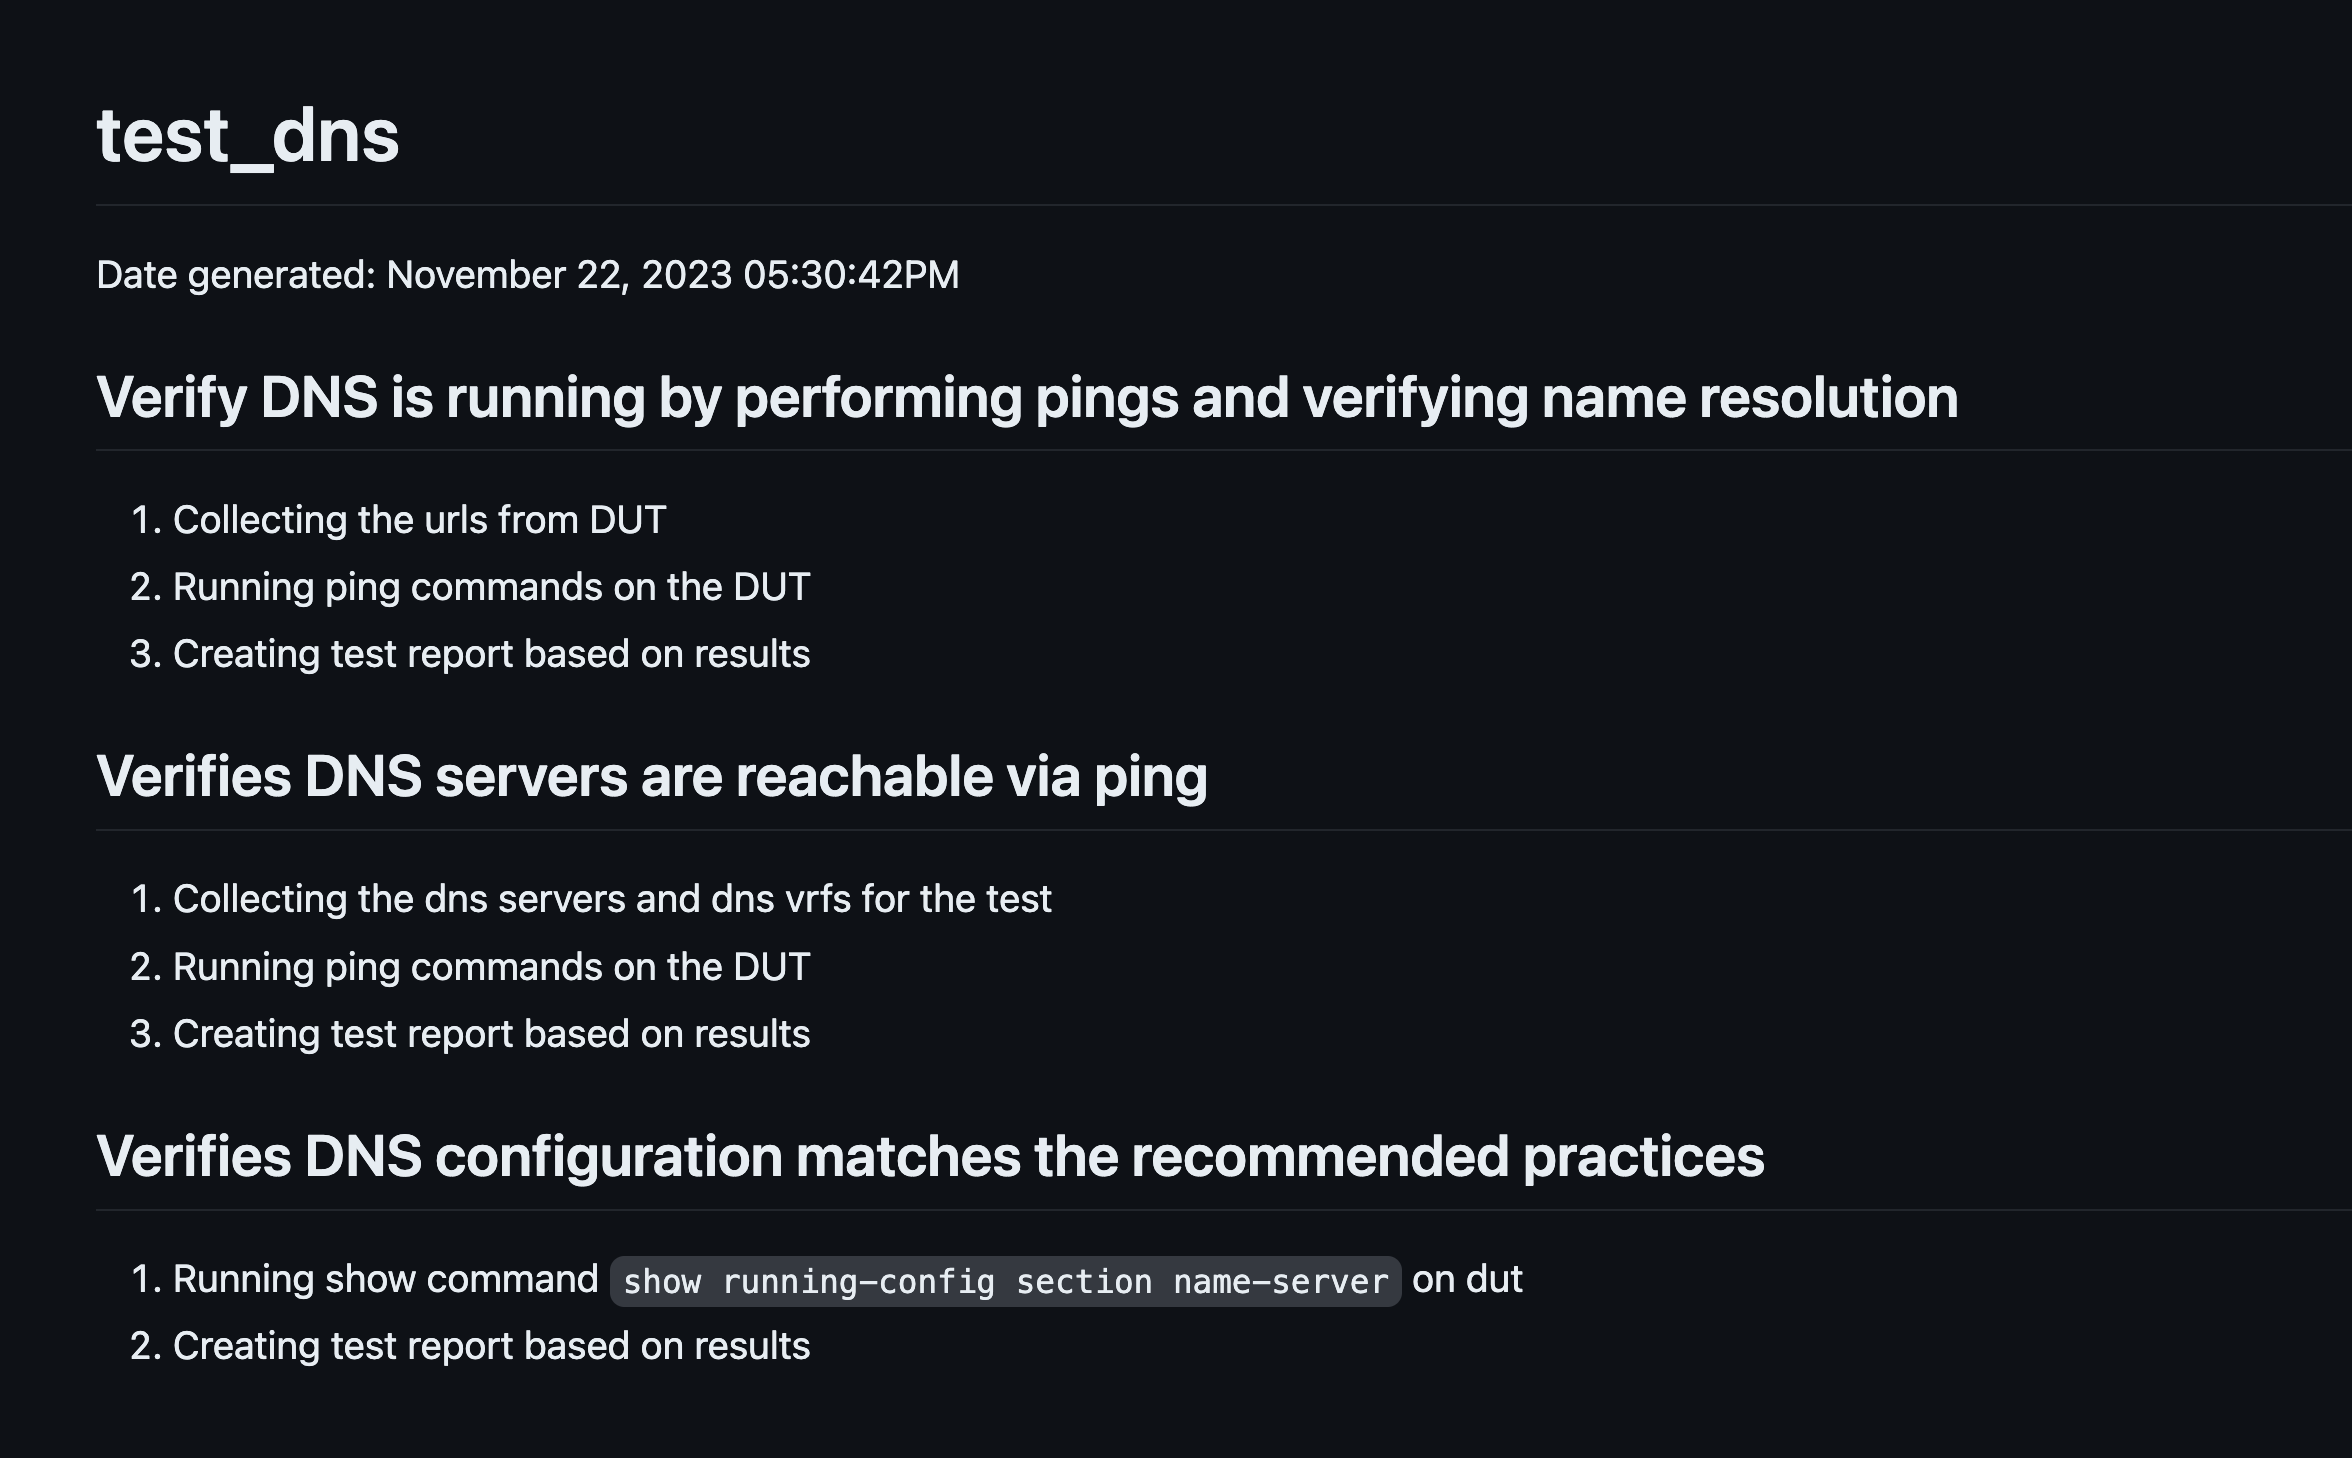 test_dns
Date generated: November 22, 2023 05:30:42PM
Verify DNS is running by performing pings and verifying name resolution
1. Collecting the urls from DUT
2. Running ping commands on the DUT
3. Creating test report based on results
Verifies DNS servers are reachable via ping
1. Collecting the dns servers and dns vrfs for the test
2. Running ping commands on the DUT
3. Creating test report based on results
Verifies DNS configuration matches the recommended practices
1. Running show command show running-config section name-server on dut
2. Creating test report based on results